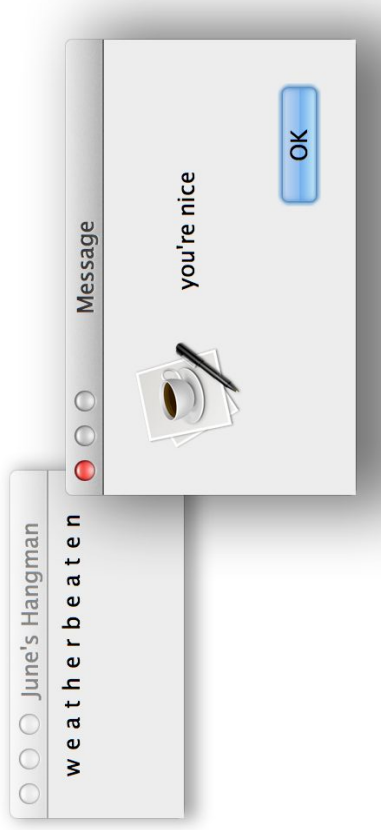 June's Hangman
w e a t h e r b e a t e n
Message
you're nice
OK